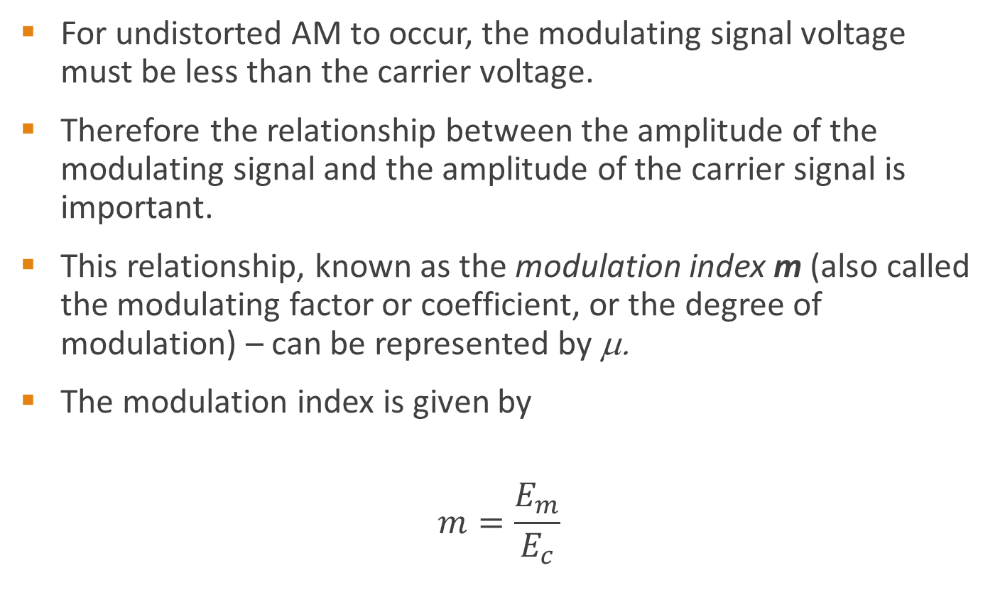 ▪ For undistorted AM to occur, the modulating signal voltage
must be less than the carrier voltage.
▪ Therefore the relationship between the amplitude of the
modulating signal and the amplitude of the carrier signal is
important.
▪ This relationship, known as the modulation index m (also called
the modulating factor or coefficient, or the degree of
modulation) – can be represented by μ.
▪ The modulation index is given by
m = E_m / E_c